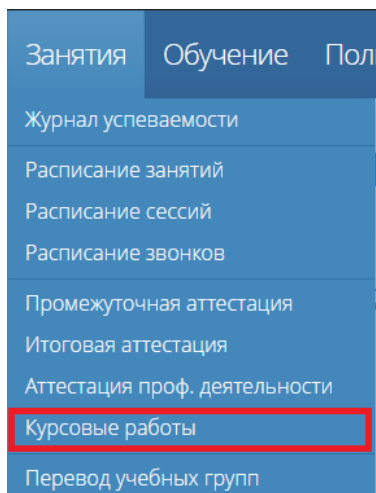 Занятия Обучение
Журнал успеваемости
Расписание занятий
Расписание сессий
Расписание звонков
Промежуточная аттестация
Итоговая аттестация
Аттестация проф. деятельности
Курсовые работы
Перевод учебных групп